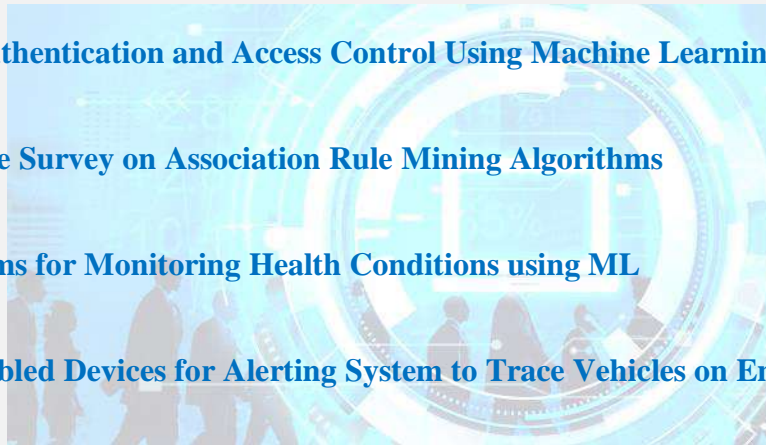 thentication and Access Control Using Machine Learnin
e Survey on Association Rule Mining Algorithms
ms for Monitoring Health Conditions using ML
bled Devices for Alerting System to Trace Vehicles on En